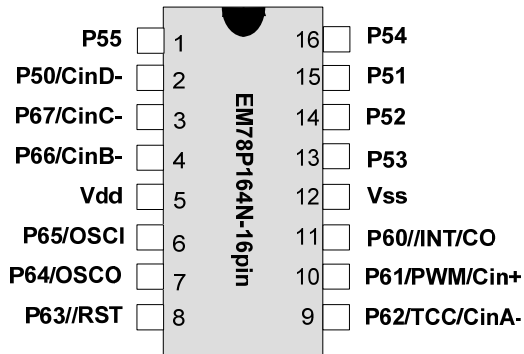 P55 1 16 P54
P50/CinD- 2 15 P51
P67/CinC- 3 14 P52
P66/CinB- 4 13 P53
Vdd 5 12 Vss
P65/OSCI 6 11 P60//INT/CO
P64/OSCO 7 10 P61/PWM/Cin+
P63//RST 8 9 P62/TCC/CinA-
EM78P164N-16pin